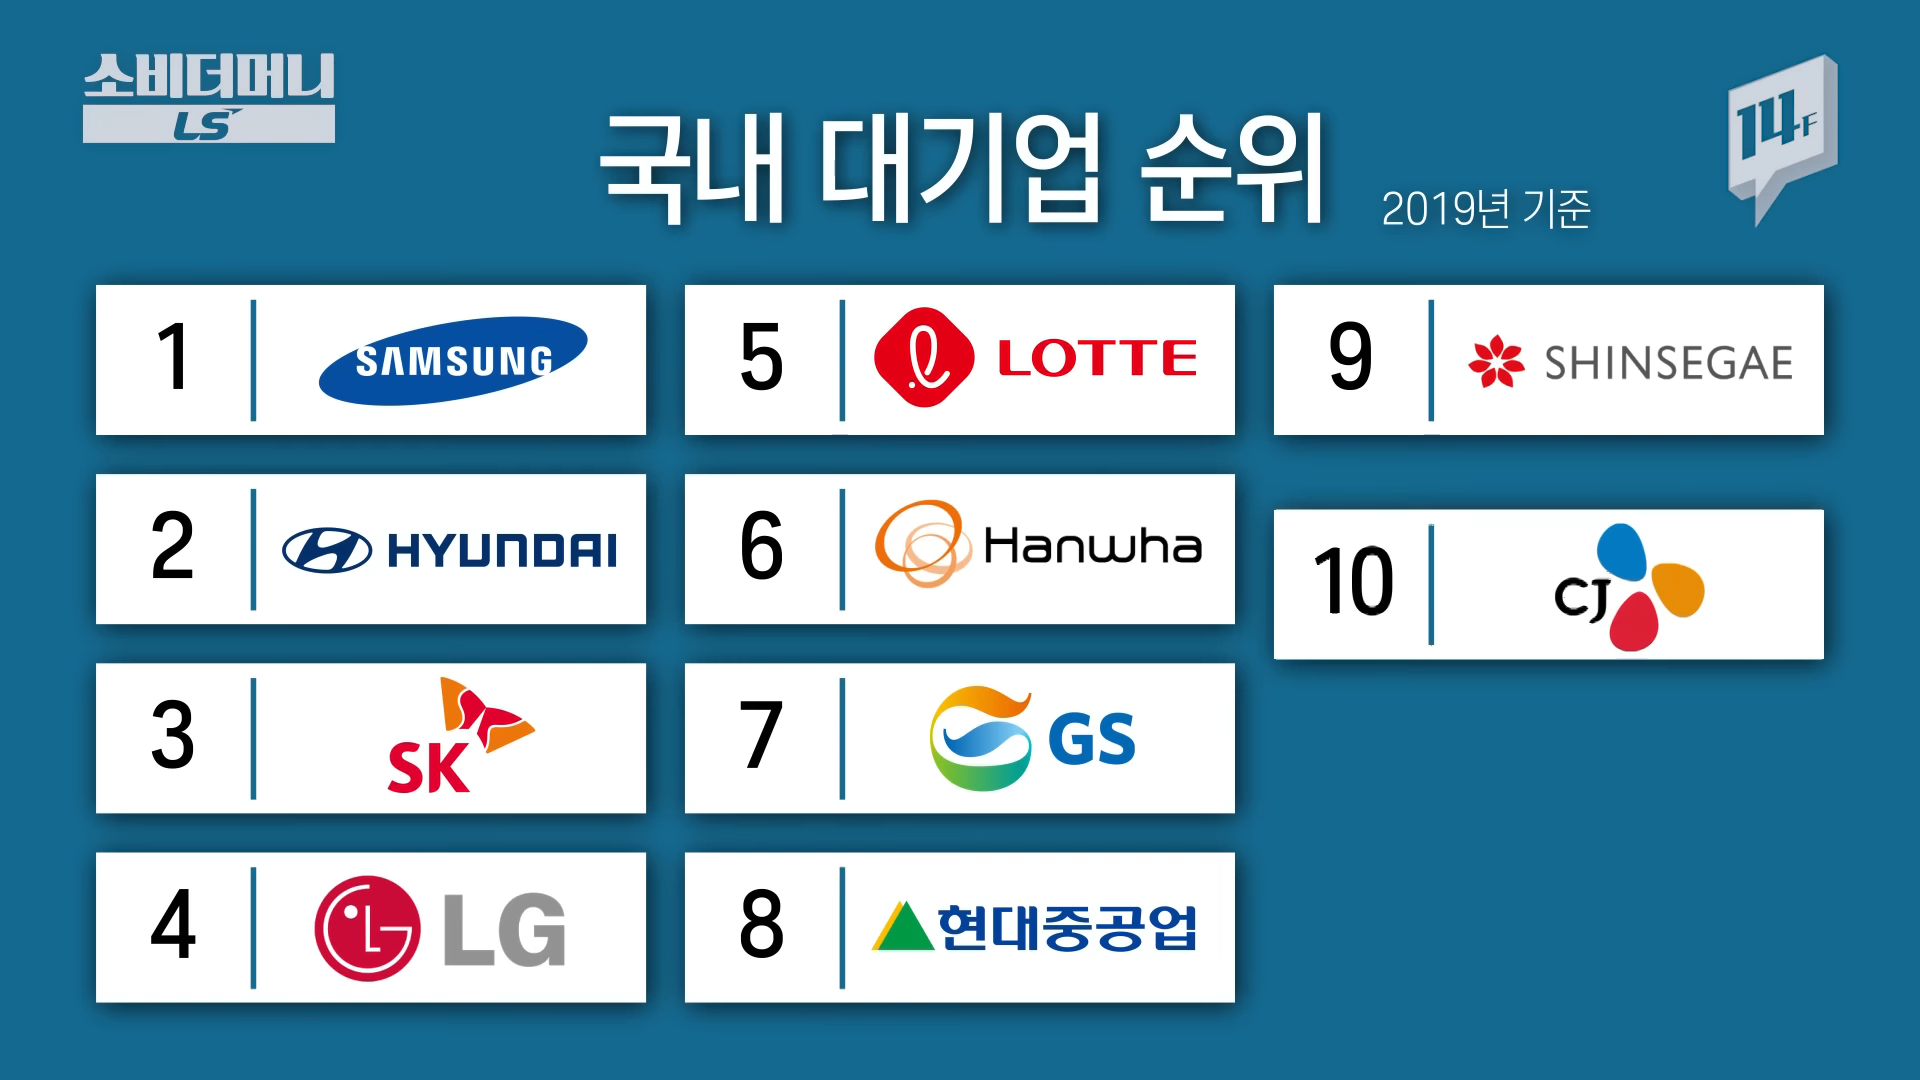 소비더머니
LS
국내 대기업 순위
2019년 기준
14F
1 SAMSUNG
2 HYUNDAI
3 SK
4 LG
5 LOTTE
6 Hanwha
7 GS
8 현대중공업
9 SHINSEGAE
10 CJ